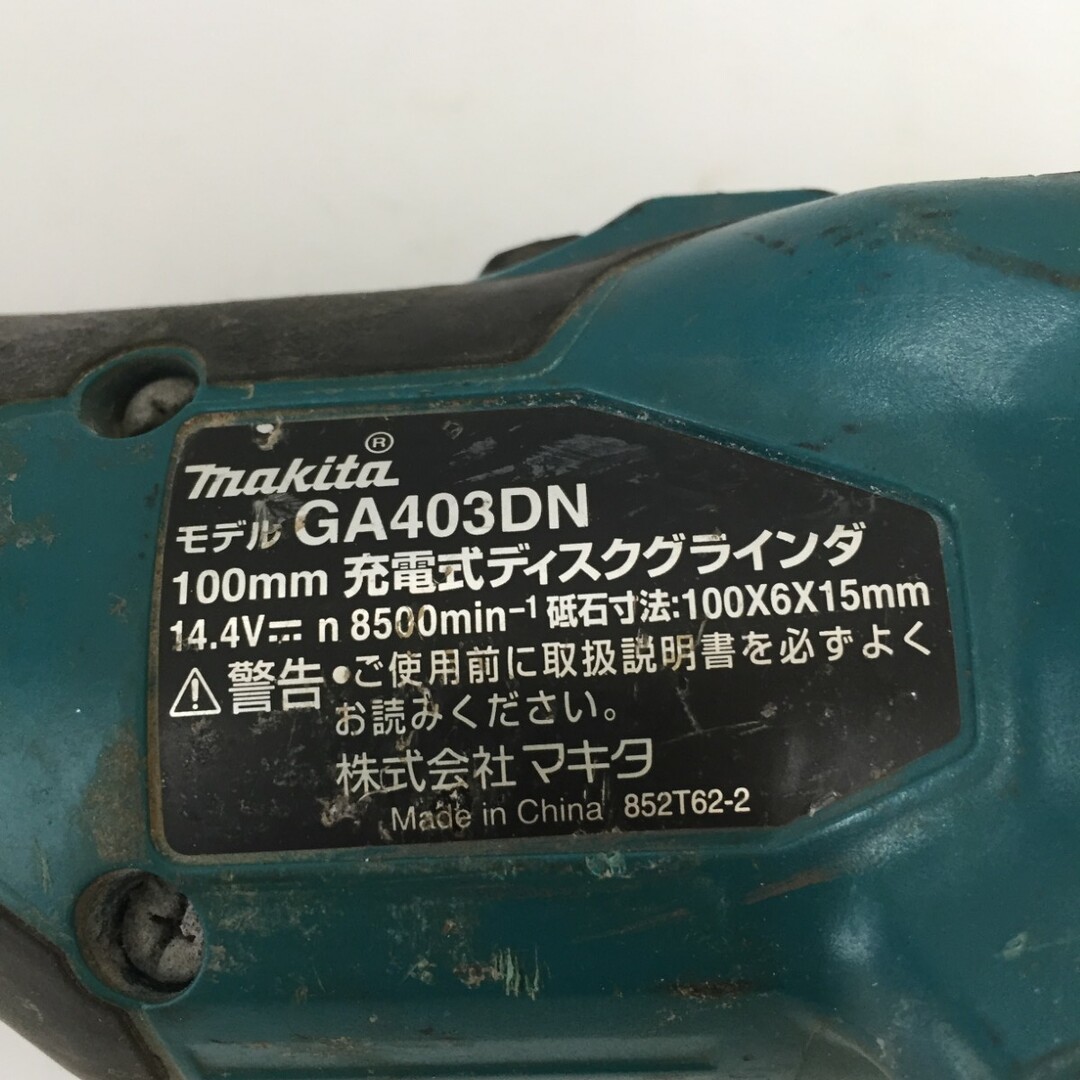 makita®
モデル GA403DN
100mm 充電式ディスクグラインダ
14.4V⎓ n 8500min⁻¹ 砥石寸法:100X6X15mm
⚠警告 •ご使用前に取扱説明書を必ずよく
お読みください。
株式会社マキタ
Made in China 852T62-2